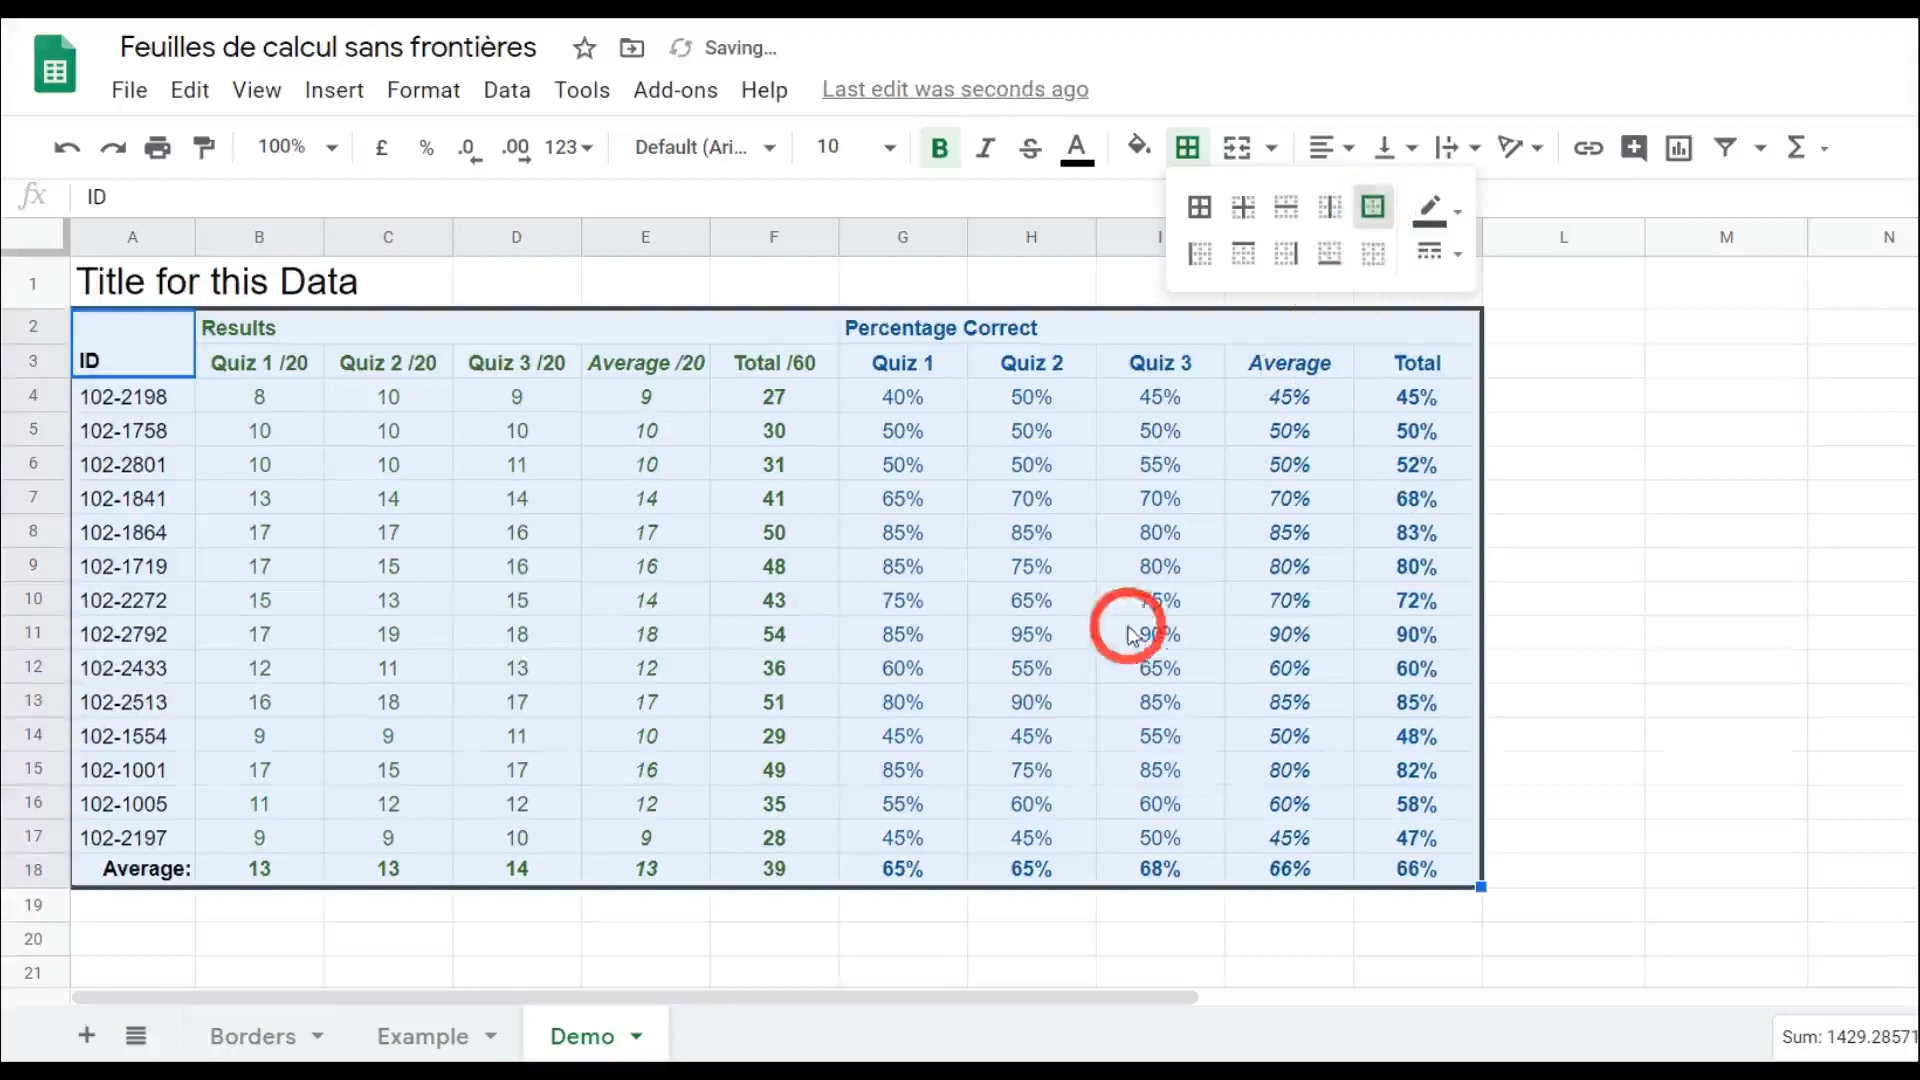 Feuilles de calcul sans frontières Saving...
File Edit View Insert Format Data Tools Add-ons Help Last edit was seconds ago
100% £ % .0 .00 123 Default (Ari... 10 B I S A
fx ID
A B C D E F G H I L M N
1 Title for this Data
2 Results Percentage Correct
3 ID Quiz 1 /20 Quiz 2 /20 Quiz 3 /20 Average /20 Total /60 Quiz 1 Quiz 2 Quiz 3 Average Total
4 102-2198 8 10 9 9 27 40% 50% 45% 45% 45%
5 102-1758 10 10 10 10 30 50% 50% 50% 50% 50%
6 102-2801 10 10 11 10 31 50% 50% 55% 50% 52%
7 102-1841 13 14 14 14 41 65% 70% 70% 70% 68%
8 102-1864 17 17 16 17 50 85% 85% 80% 85% 83%
9 102-1719 17 15 16 16 48 85% 75% 80% 80% 80%
10 102-2272 15 13 15 14 43 75% 65% 75% 70% 72%
11 102-2792 17 19 18 18 54 85% 95% 90% 90% 90%
12 102-2433 12 11 13 12 36 60% 55% 65% 60% 60%
13 102-2513 16 18 17 17 51 80% 90% 85% 85% 85%
14 102-1554 9 9 11 10 29 45% 45% 55% 50% 48%
15 102-1001 17 15 17 16 49 85% 75% 85% 80% 82%
16 102-1005 11 12 12 12 35 55% 60% 60% 60% 58%
17 102-2197 9 9 10 9 28 45% 45% 50% 45% 47%
18 Average: 13 13 14 13 39 65% 65% 68% 66% 66%
19
20
21
Borders Example Demo Sum: 1429.28571